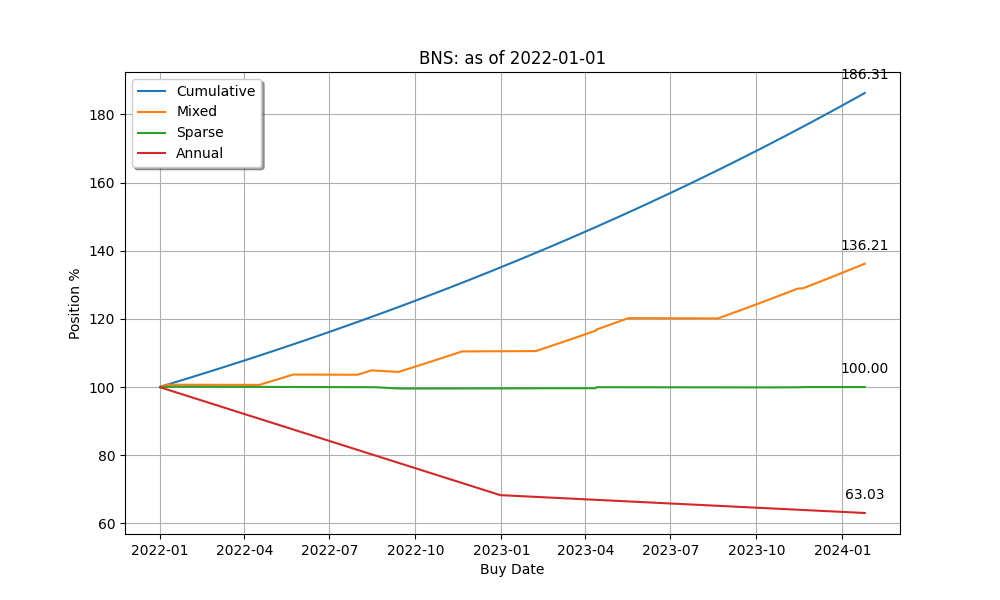 BNS: as of 2022-01-01
186.31
Cumulative
Mixed
Sparse
Annual
180
160
140
120
100
80
60
136.21
100.00
63.03
Position %
2022-01 2022-04 2022-07 2022-10 2023-01 2023-04 2023-07 2023-10 2024-01
Buy Date